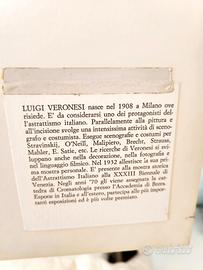 LUIGI VERONESI nasce nel 1908 a Milano ove
risiede. E' da considerarsi uno dei protagonisti del-
l'astrattismo italiano. Parallelamente alla pittura e
all'incisione svolge una intensissima attività di sceno-
grafo e costumista. Esegue scenografie e costumi per
Stravinskij, O'Neill, Malipiero, Brecht, Strauss,
Mahler, E. Satie, etc. Le ricerche di Veronesi si svi-
luppano anche nella decorazione, nella fotografia e
nel linguaggio filmico. Nel 1932 allestisce la sua pri-
ma mostra personale. E' presente alla mostra storica
dell'Astrattismo Italiano alla XXXIII Biennale di
Venezia. Negli anni '70 gli viene assegnata la cat-
tedra di Cromatologia presso l'Accademia di Brera.
Espone in Italia e all'estero, partecipa alle più impor-
tanti esposizioni ed è più volte premiato.
subito